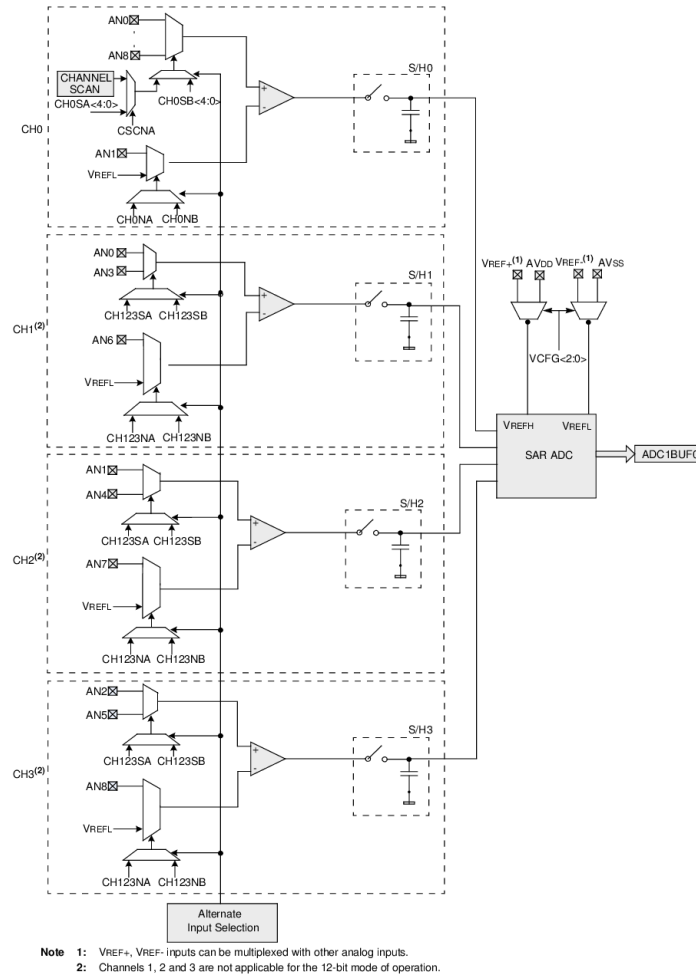 AN0
AN8
CHANNEL
SCAN
CH0SA<4:0>
CH0SB<4:0>
CSCNA
CH0
AN1
VREFL
CH0NA CH0NB
S/H0
AN0
AN3
CH123SA CH123SB
CH1(2)
AN6
VREFL
CH123NA CH123NB
S/H1
VREF+(1) AVDD VREF-(1) AVSS
VCFG<2:0>
VREFH VREFL
SAR ADC
ADC1BUF0
AN1
AN4
CH123SA CH123SB
CH2(2)
AN7
VREFL
CH123NA CH123NB
S/H2
AN2
AN5
CH123SA CH123SB
CH3(2)
AN8
VREFL
CH123NA CH123NB
S/H3
Alternate
Input Selection
Note 1: VREF+, VREF- inputs can be multiplexed with other analog inputs.
2: Channels 1, 2 and 3 are not applicable for the 12-bit mode of operation.